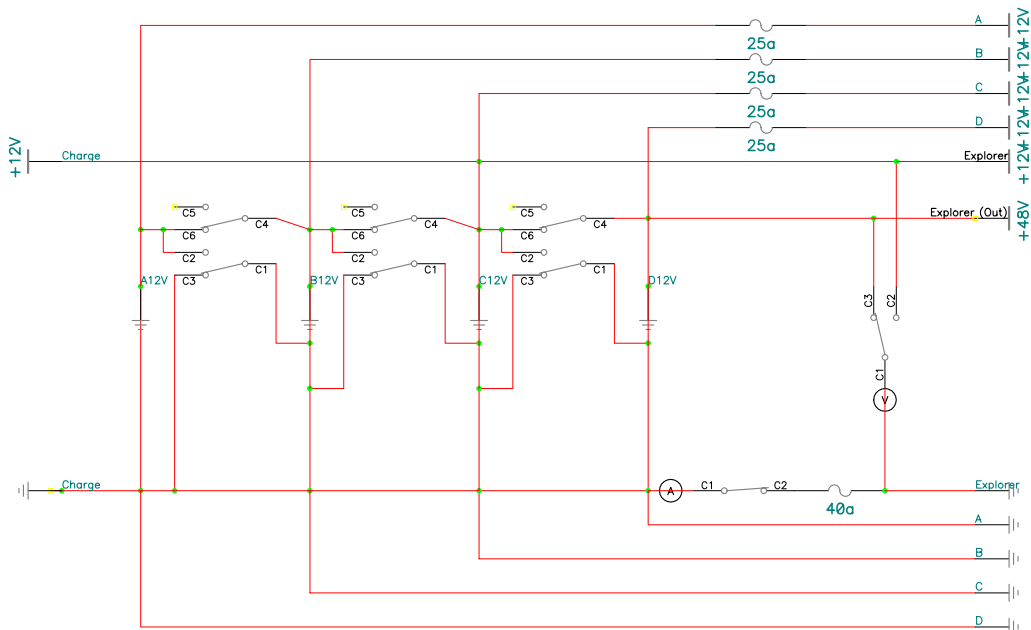 A
+12V
25a
B
+12V
25a
C
+12V
25a
D
+12V
25a
+12V
Charge
Explorer
+12V
C5
C5
C5
C4
C4
C4
Explorer (Out)
+48V
C6
C6
C6
C2
C2
C2
C3
C1
C3
C1
C3
C1
A12V
B12V
C12V
D12V
C3
C2
C1
V
Charge
A
C1
C2
40a
Explorer
A
B
C
D